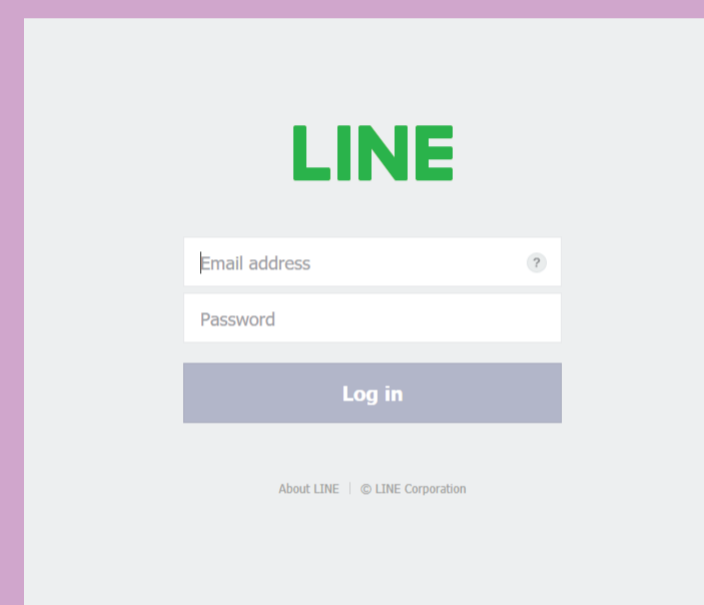 LINE
Email address
?
Password
Log in
About LINE | © LINE Corporation